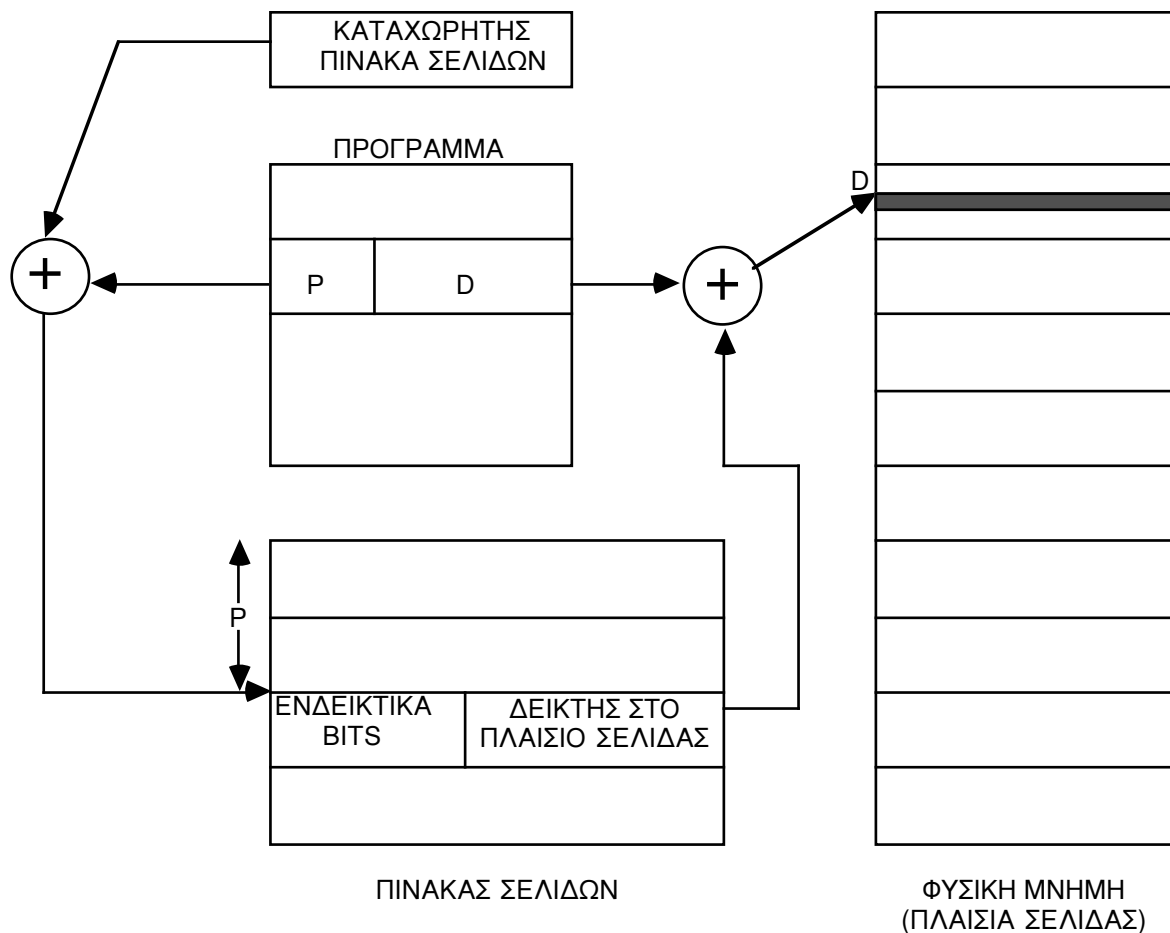 ΚΑΤΑΧΩΡΗΤΗΣ
ΠΙΝΑΚΑ ΣΕΛΙΔΩΝ
ΠΡΟΓΡΑΜΜΑ
D
+
P
D
+
P
ΕΝΔΕΙΚΤΙΚΑ
BITS
ΔΕΙΚΤΗΣ ΣΤΟ
ΠΛΑΙΣΙΟ ΣΕΛΙΔΑΣ
ΠΙΝΑΚΑΣ ΣΕΛΙΔΩΝ
ΦΥΣΙΚΗ ΜΝΗΜΗ
(ΠΛΑΙΣΙΑ ΣΕΛΙΔΑΣ)